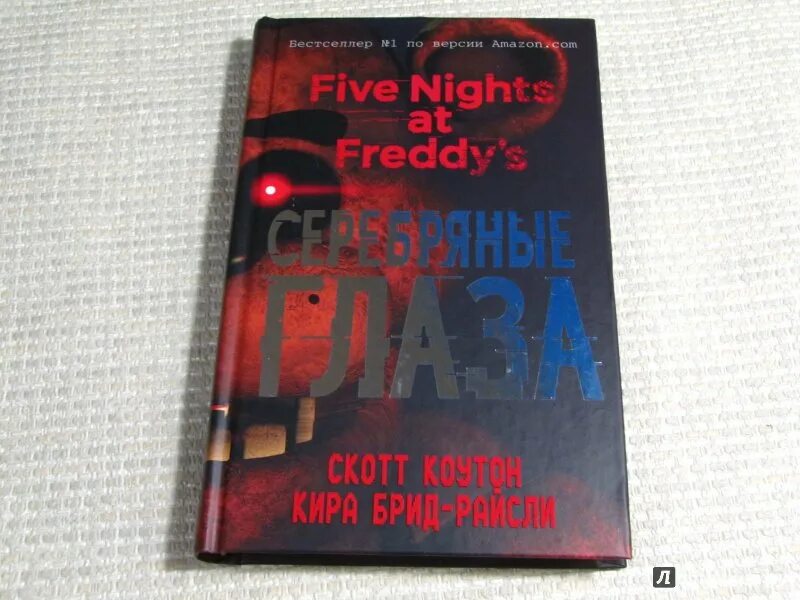 Бестселлер №1 по версии Amazon.com
Five Nights
at
Freddy's
СЕРЕБРЯНЫЕ
ГЛАЗА
СКОТТ КОУТОН
КИРА БРИД-РАЙСЛИ
Л